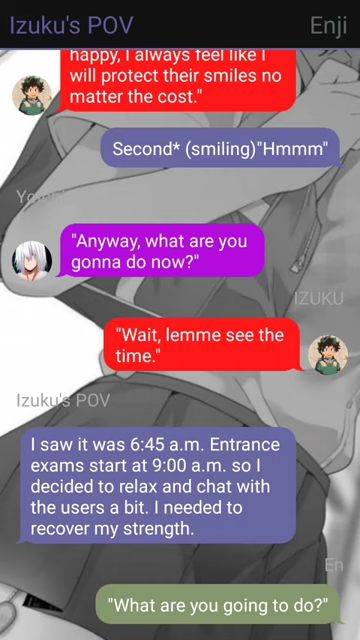 Izuku's POV
Enji
happy, I always feel like I
will protect their smiles no
matter the cost."
Second* (smiling)"Hmmm"
"Anyway, what are you
gonna do now?"
IZUKU
"Wait, lemme see the
time."
Izuku's POV
I saw it was 6:45 a.m. Entrance
exams start at 9:00 a.m. so I
decided to relax and chat with
the users a bit. I needed to
recover my strength.
En
"What are you going to do?"